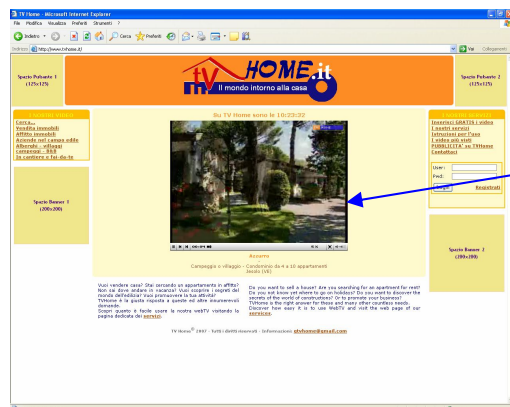 TV Home - Microsoft Internet Explorer
File Modifica Visualizza Preferiti Strumenti ?
Indietro Cerca Preferiti
Indirizzo http://www.tvhome.it/ Vai Collegamenti
Spazio Pulsante 1
(125x125)
mtv HOME.it
Il mondo intorno alla casa
Spazio Pulsante 2
(125x125)
I NOSTRI VIDEO
Cerca...
Vendita immobili
Affitto immobili
Aziende nel campo edile
Alberghi - villaggi
campeggi - B&B
In cantiere o fai-da-te
Spazio Banner 1
(200x200)
Su TV Home sono le 10:23:32
Azzurro
Campeggio o villaggio - Condominio da 4 a 10 appartamenti
Jesolo (VE)
I NOSTRI SERVIZI
Inserisci GRATIS i video
I nostri servizi
Istruzioni per l'uso
I video più visti
PUBBLICITA' su TVHome
Contattaci
User:
Pwd:
Login Registrati
Spazio Banner 2
(200x200)
Vuoi vendere casa? Stai cercando un appartamento in affitto?
Non sai dove andare in vacanza? Vuoi scoprire i segreti del
mondo dell'edilizia? Vuoi promuovere la tua attività?
TVHome è la giusta risposta a queste ed altre innumerevoli
domande.
Scopri quanto è facile usare la nostra webTV visitando la
pagina dedicata dei servizi.
Do you want to sell a house? Are you searching for an apartment for rent?
Do you not know yet where to go on holidays? Do you want to discover the
secrets of the world of constructions? Or to promote your business?
TVHome is the right answer for these and many other countless needs.
Discover how easy it is to use WebTV and visit the web page of our
services.
TV Home© 2007 - Tutti i diritti riservati - Informazioni: gtvhome@gmail.com